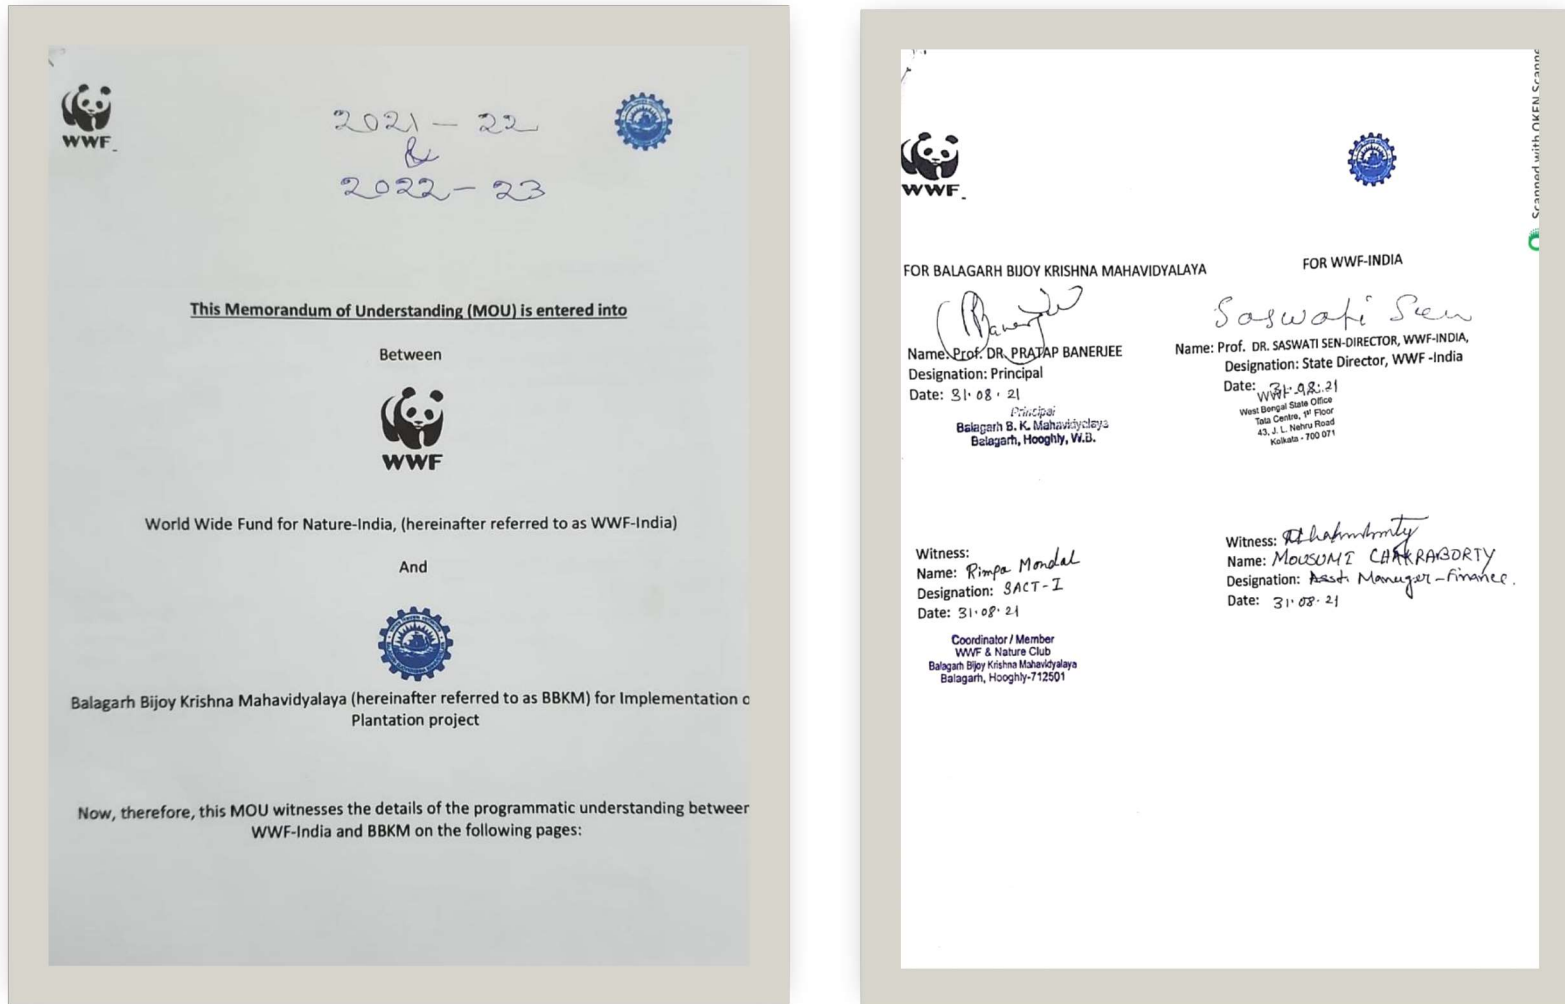 WWF
2021 - 22
&
2022 - 23
This Memorandum of Understanding (MOU) is entered into
Between
WWF
World Wide Fund for Nature-India, (hereinafter referred to as WWF-India)
And
Balagarh Bijoy Krishna Mahavidyalaya (hereinafter referred to as BBKM) for Implementation o
Plantation project
Now, therefore, this MOU witnesses the details of the programmatic understanding between
WWF-India and BBKM on the following pages:
WWF
Scanned with OKEN Scanne
FOR BALAGARH BIJOY KRISHNA MAHAVIDYALAYA
Banerjee
Name: Prof. DR. PRATAP BANERJEE
Designation: Principal
Date: 31.08.21
Principal
Balagarh B. K. Mahavidyalaya
Balagarh, Hooghly, W.B.
FOR WWF-INDIA
Saswati Sen
Name: Prof. DR. SASWATI SEN-DIRECTOR, WWF-INDIA,
Designation: State Director, WWF -India
Date: 31.08.21
West Bengal State Office
Tata Centre, 1st Floor
43, J. L. Nehru Road
Kolkata - 700 071
Witness:
Name: Rimpa Mondal
Designation: SACT-I
Date: 31.08.21
Coordinator / Member
WWF & Nature Club
Balagarh Bijoy Krishna Mahavidyalaya
Balagarh, Hooghly-712501
Witness:
Name: MOUSUMI CHAKRABORTY
Designation: Asst. Manager-Finance.
Date: 31.08.21